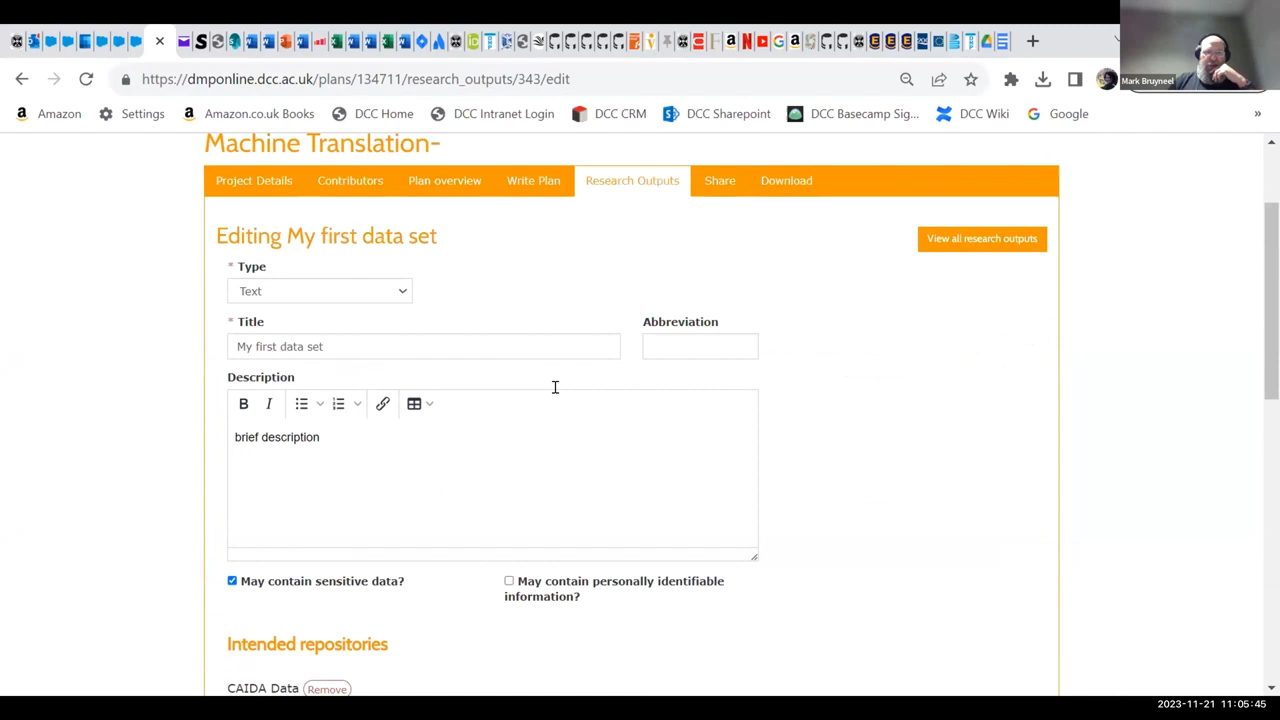 Mark Bruyneel
https://dmponline.dcc.ac.uk/plans/134711/research_outputs/343/edit
Amazon Settings Amazon.co.uk Books DCC Home DCC Intranet Login DCC CRM DCC Sharepoint DCC Basecamp Sig... DCC Wiki Google »
Machine Translation-
Project Details Contributors Plan overview Write Plan Research Outputs Share Download
Editing My first data set
View all research outputs
* Type
Text
* Title
Abbreviation
My first data set
Description
B I
brief description
May contain sensitive data?
May contain personally identifiable
information?
Intended repositories
CAIDA Data Remove
2023-11-21 11:05:45